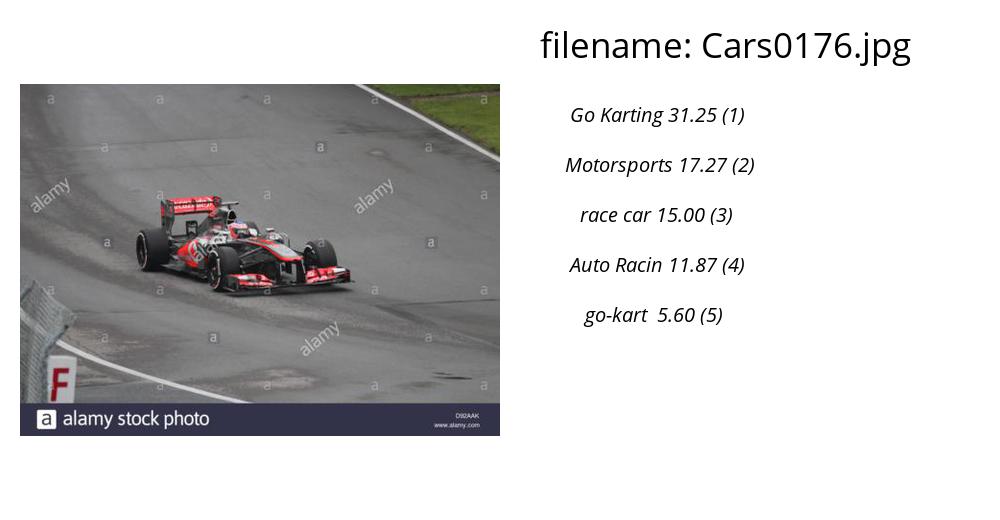 filename: Cars0176.jpg
Go Karting 31.25 (1)
Motorsports 17.27 (2)
race car 15.00 (3)
Auto Racin 11.87 (4)
go-kart 5.60 (5)
alamy
alamy
alamy
F
a alamy stock photo
D92AAK
www.alamy.com